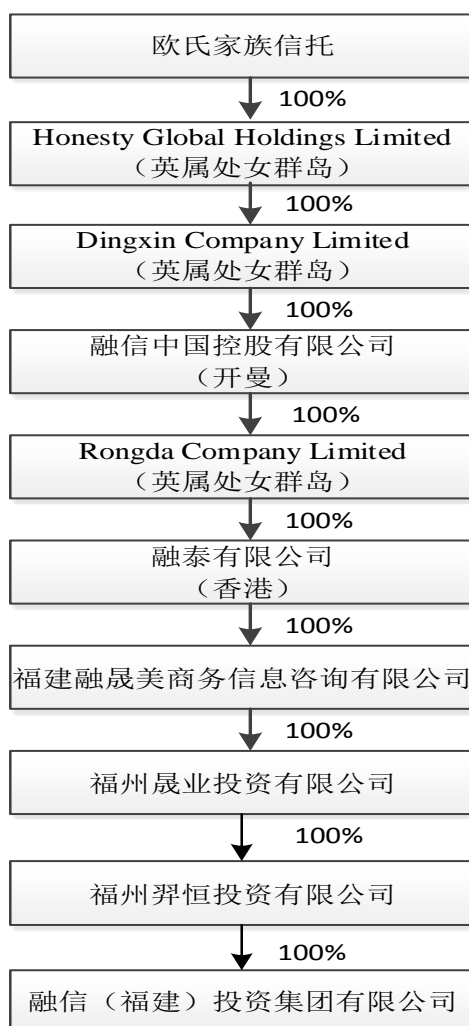 欧氏家族信托
100%
Honesty Global Holdings Limited
（英属处女群岛）
100%
Dingxin Company Limited
（英属处女群岛）
100%
融信中国控股有限公司
（开曼）
100%
Rongda Company Limited
（英属处女群岛）
100%
融泰有限公司
（香港）
100%
福建融晟美商务信息咨询有限公司
100%
福州晟业投资有限公司
100%
福州羿恒投资有限公司
100%
融信（福建）投资集团有限公司